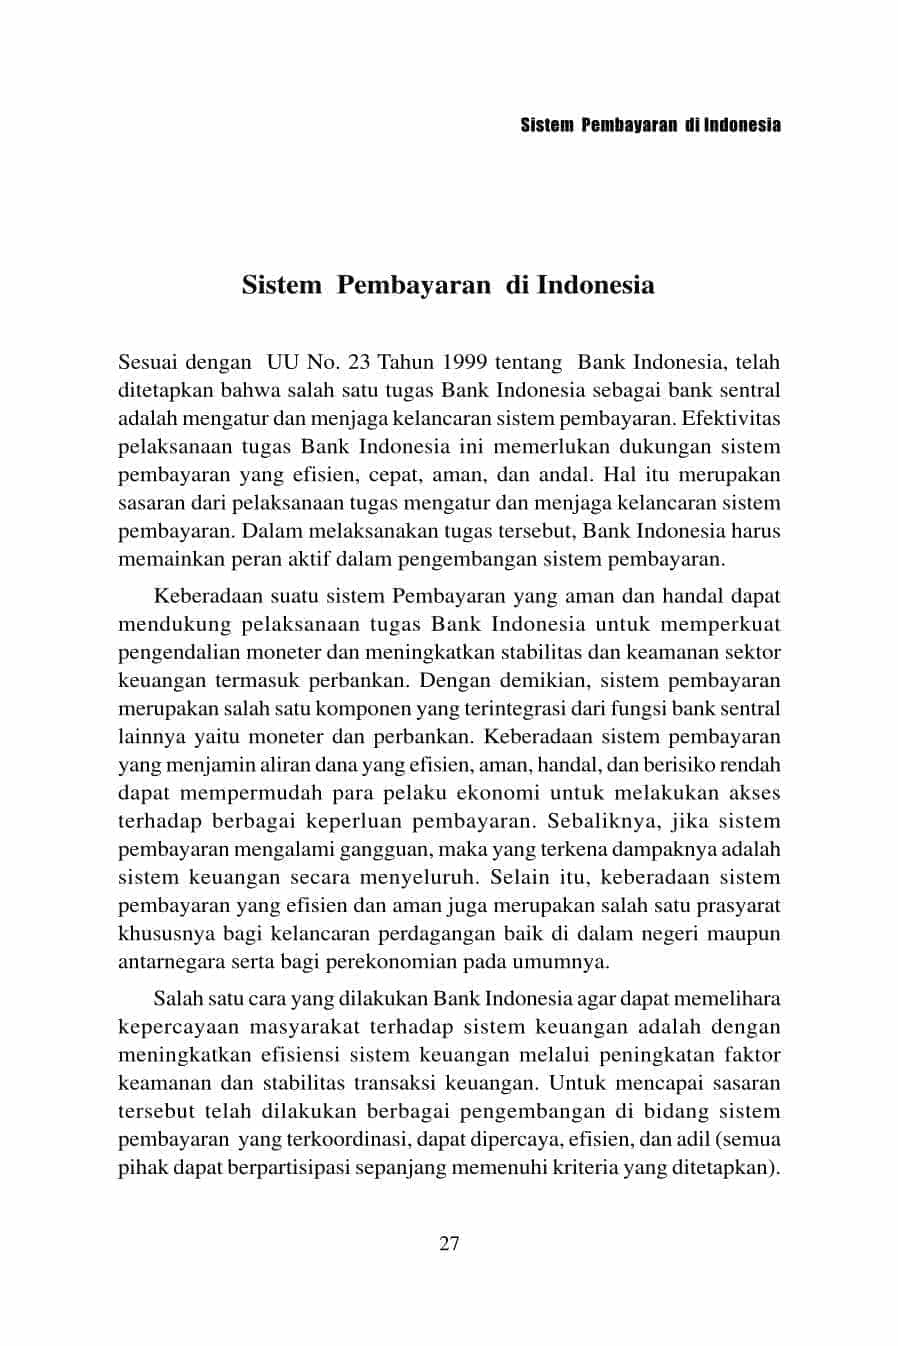 Sistem Pembayaran di Indonesia
Sistem Pembayaran di Indonesia
Sesuai dengan UU No. 23 Tahun 1999 tentang Bank Indonesia, telah
ditetapkan bahwa salah satu tugas Bank Indonesia sebagai bank sentral
adalah mengatur dan menjaga kelancaran sistem pembayaran. Efektivitas
pelaksanaan tugas Bank Indonesia ini memerlukan dukungan sistem
pembayaran yang efisien, cepat, aman, dan andal. Hal itu merupakan
sasaran dari pelaksanaan tugas mengatur dan menjaga kelancaran sistem
pembayaran. Dalam melaksanakan tugas tersebut, Bank Indonesia harus
memainkan peran aktif dalam pengembangan sistem pembayaran.
Keberadaan suatu sistem Pembayaran yang aman dan handal dapat
mendukung pelaksanaan tugas Bank Indonesia untuk memperkuat
pengendalian moneter dan meningkatkan stabilitas dan keamanan sektor
keuangan termasuk perbankan. Dengan demikian, sistem pembayaran
merupakan salah satu komponen yang terintegrasi dari fungsi bank sentral
lainnya yaitu moneter dan perbankan. Keberadaan sistem pembayaran
yang menjamin aliran dana yang efisien, aman, handal, dan berisiko rendah
dapat mempermudah para pelaku ekonomi untuk melakukan akses
terhadap berbagai keperluan pembayaran. Sebaliknya, jika sistem
pembayaran mengalami gangguan, maka yang terkena dampaknya adalah
sistem keuangan secara menyeluruh. Selain itu, keberadaan sistem
pembayaran yang efisien dan aman juga merupakan salah satu prasyarat
khususnya bagi kelancaran perdagangan baik di dalam negeri maupun
antarnegara serta bagi perekonomian pada umumnya.
Salah satu cara yang dilakukan Bank Indonesia agar dapat memelihara
kepercayaan masyarakat terhadap sistem keuangan adalah dengan
meningkatkan efisiensi sistem keuangan melalui peningkatan faktor
keamanan dan stabilitas transaksi keuangan. Untuk mencapai sasaran
tersebut telah dilakukan berbagai pengembangan di bidang sistem
pembayaran yang terkoordinasi, dapat dipercaya, efisien, dan adil (semua
pihak dapat berpartisipasi sepanjang memenuhi kriteria yang ditetapkan).
27